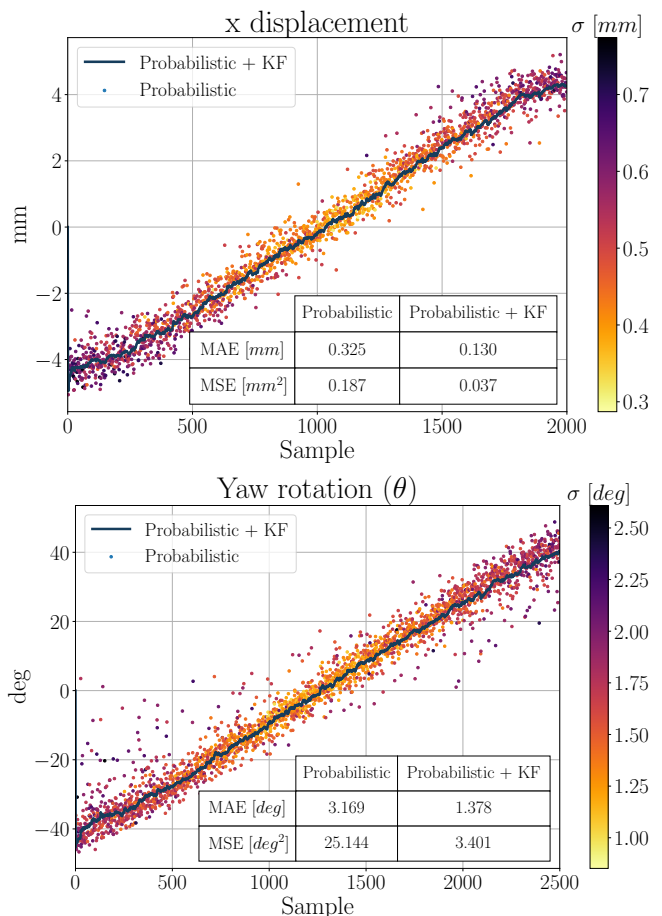 x displacement
σ [mm]
Probabilistic + KF
Probabilistic
4
2
0
−2
−4
mm
0.7
0.6
0.5
0.4
0.3
Probabilistic Probabilistic + KF
MAE [mm] 0.325 0.130
MSE [mm²] 0.187 0.037
0 500 1000 1500 2000
Sample
Yaw rotation (θ)
σ [deg]
Probabilistic + KF
Probabilistic
40
20
0
−20
−40
deg
2.50
2.25
2.00
1.75
1.50
1.25
1.00
Probabilistic Probabilistic + KF
MAE [deg] 3.169 1.378
MSE [deg²] 25.144 3.401
0 500 1000 1500 2000 2500
Sample